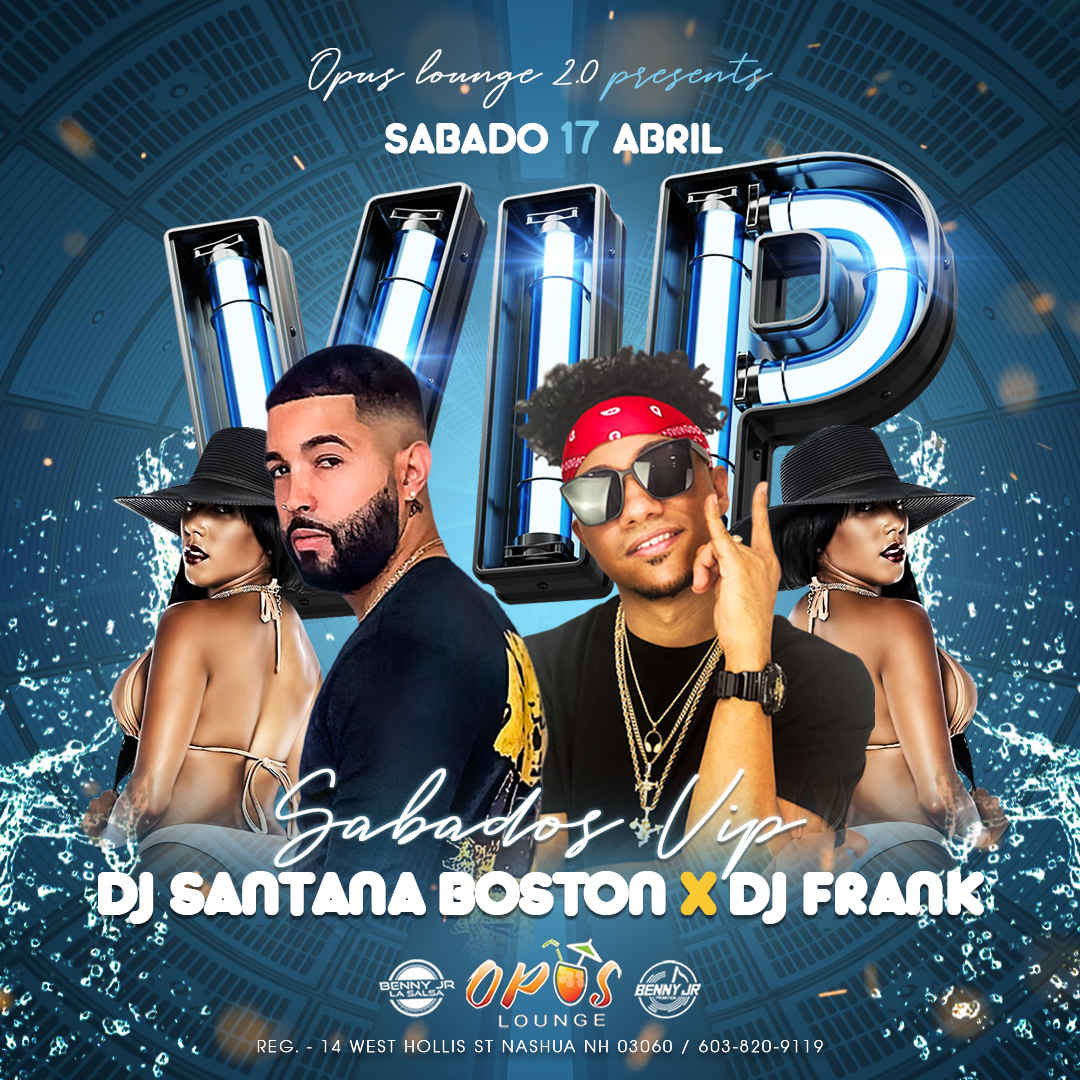 Opus lounge 2.0 presents
SABADO 17 ABRIL
VIP
Sabados Vip
DJ SANTANA BOSTON X DJ FRANK
BENNY JR
LA SALSA
OPUS
LOUNGE
BENNY JR
PROMOTION
REG. - 14 WEST HOLLIS ST NASHUA NH 03060 / 603-820-9119